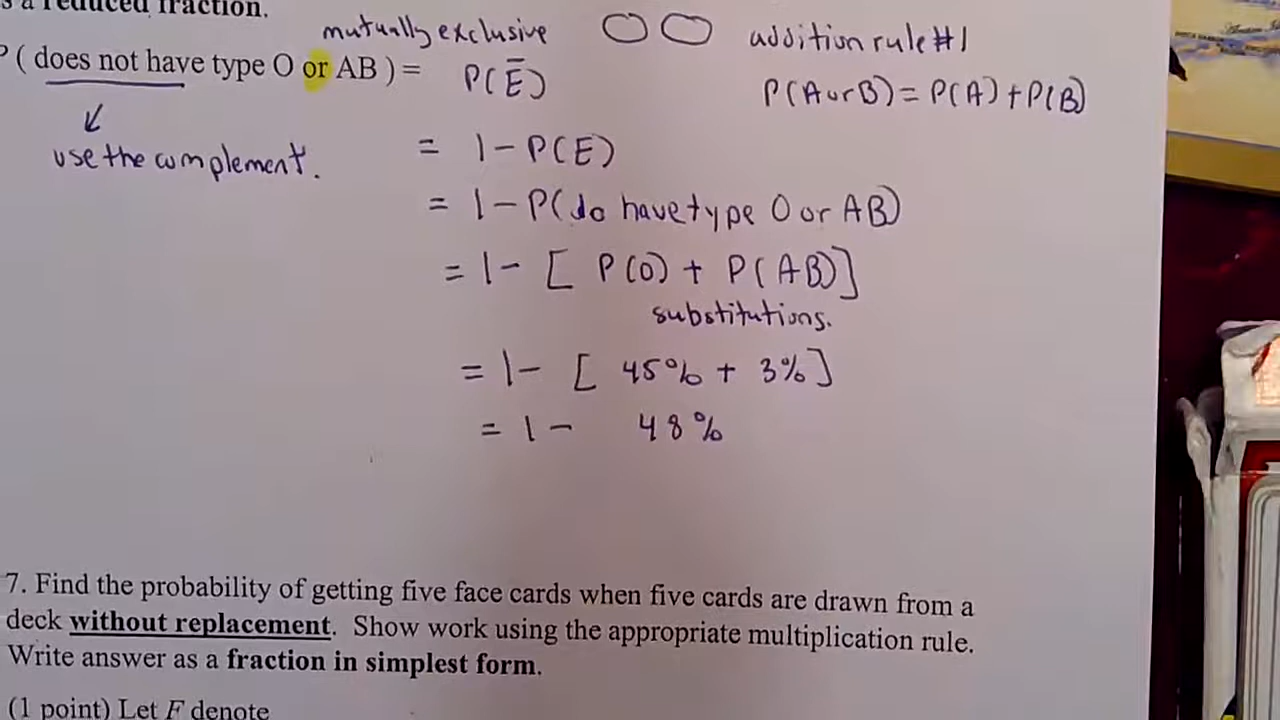 s a reduced fraction.
mutually exclusive addition rule #1
P ( does not have type O or AB ) = P(E̅) P(A or B) = P(A) + P(B)
use the complement. = 1 - P(E)
= 1 - P(do have type O or AB)
= 1 - [ P(O) + P(AB)]
substitutions.
= 1 - [ 45% + 3% ]
= 1 - 48%
7. Find the probability of getting five face cards when five cards are drawn from a
deck without replacement. Show work using the appropriate multiplication rule.
Write answer as a fraction in simplest form.
(1 point) Let F denote